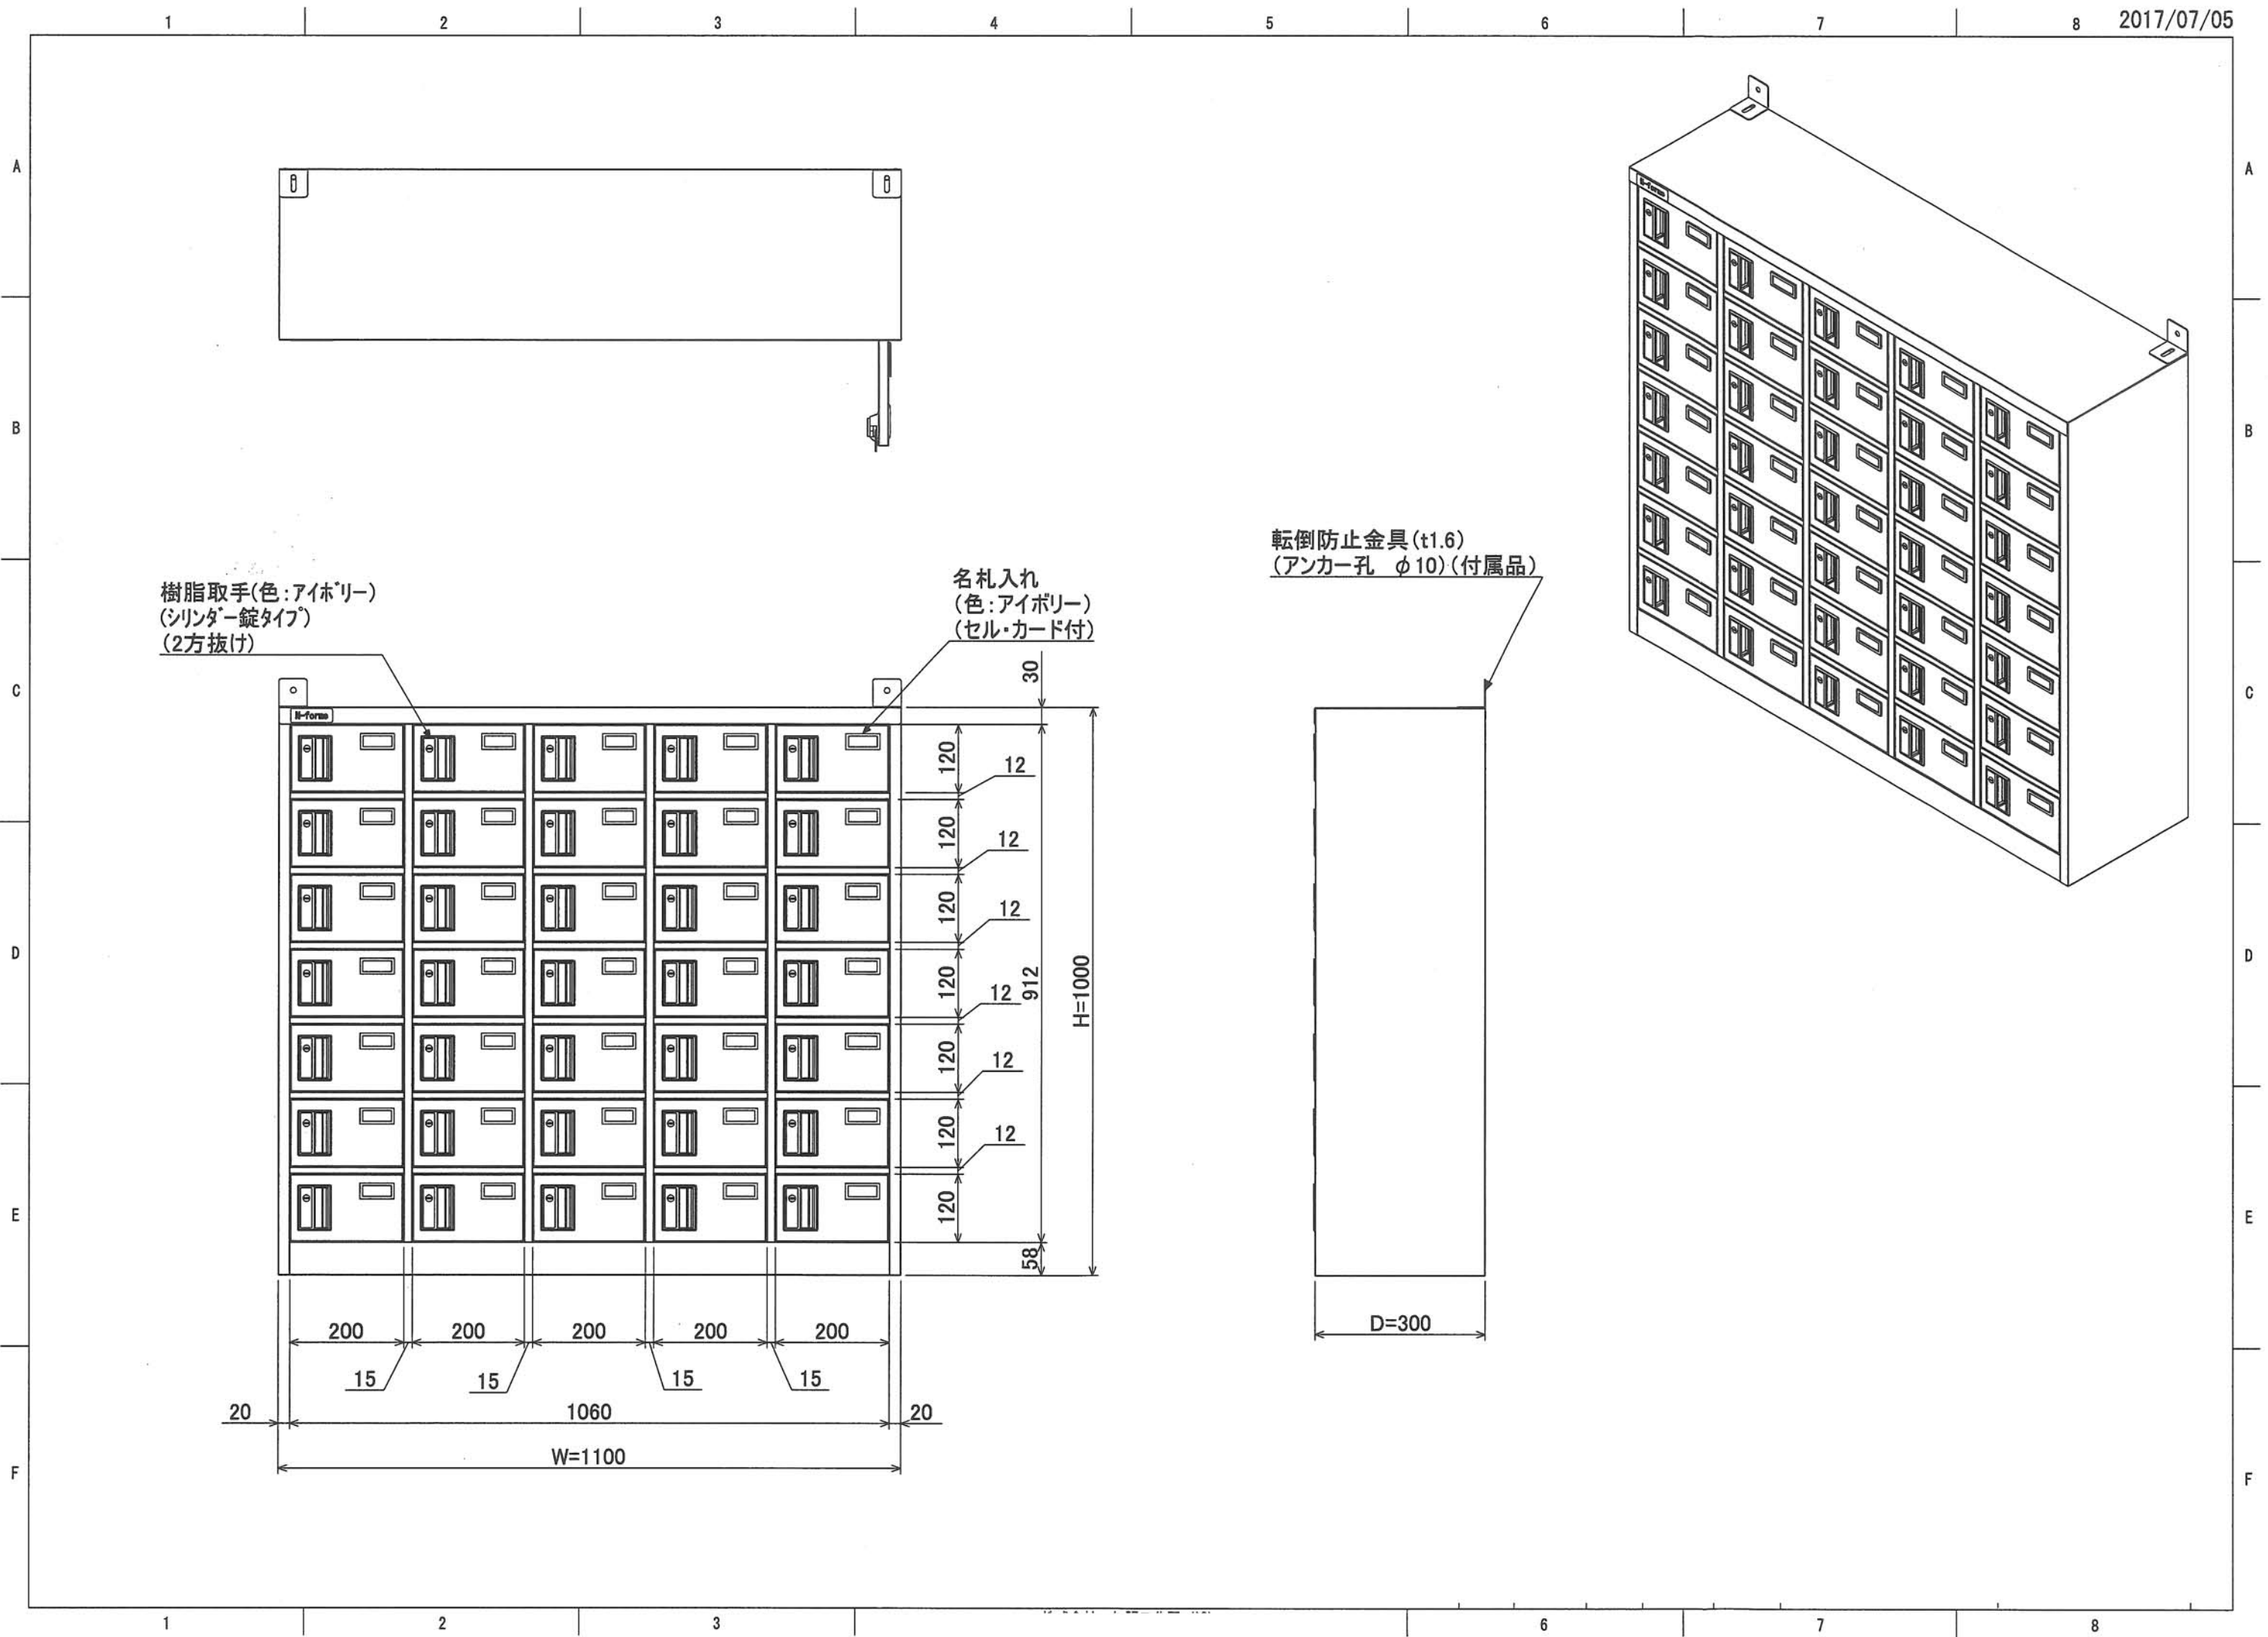 1 2 3 4 5 6 7 8 2017/07/05
A A
B B
転倒防止金具(t1.6)
(アンカー孔 φ10)(付属品)
樹脂取手(色:アイボリー)
(シリンダー錠タイプ)
(2方抜け)
名札入れ
(色:アイボリー)
(セル・カード付)
30
C C
N-forme
N-forme
120
12
120
12
120
12
D D
120
12
912
H=1000
120
12
120
12
E E
120
58
200 200 200 200 200
D=300
15 15 15 15
20 1060 20
W=1100
F F
1 2 3 6 7 8